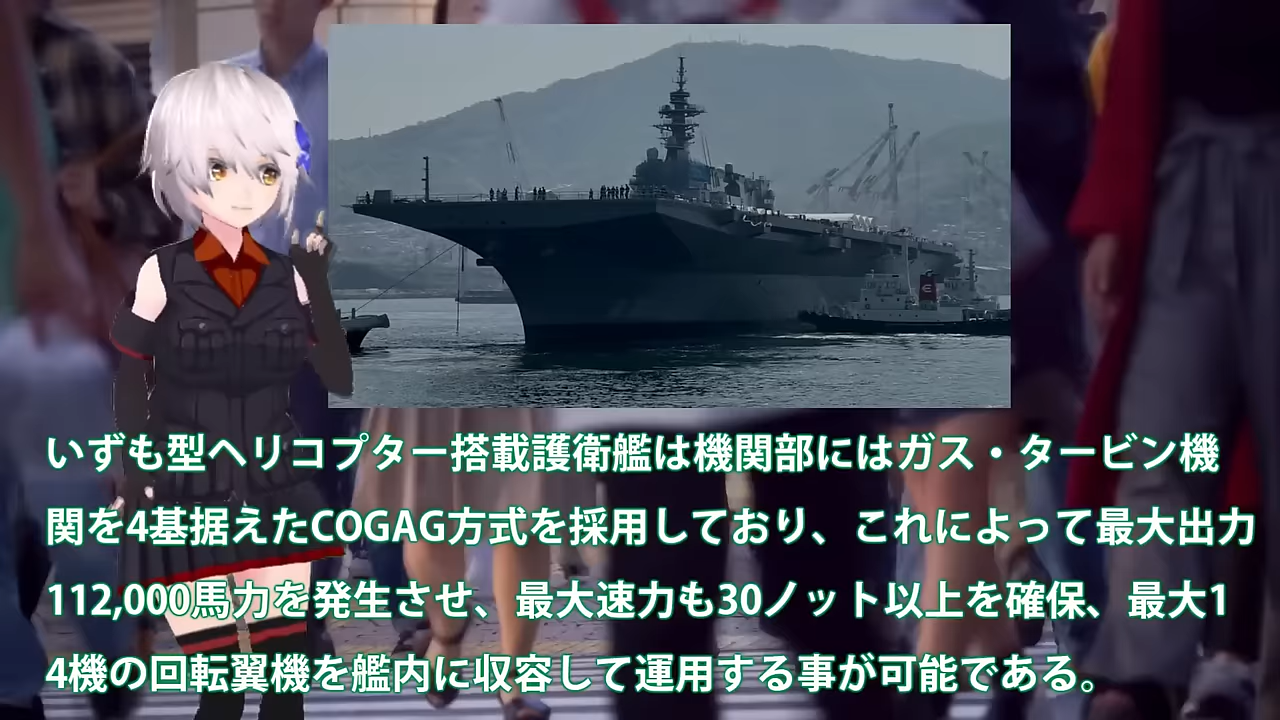 いずも型ヘリコプター搭載護衛艦は機関部にはガス・タービン機
関を4基据えたCOGAG方式を採用しており、これによって最大出力
112,000馬力を発生させ、最大速力も30ノット以上を確保、最大1
4機の回転翼機を艦内に収容して運用する事が可能である。